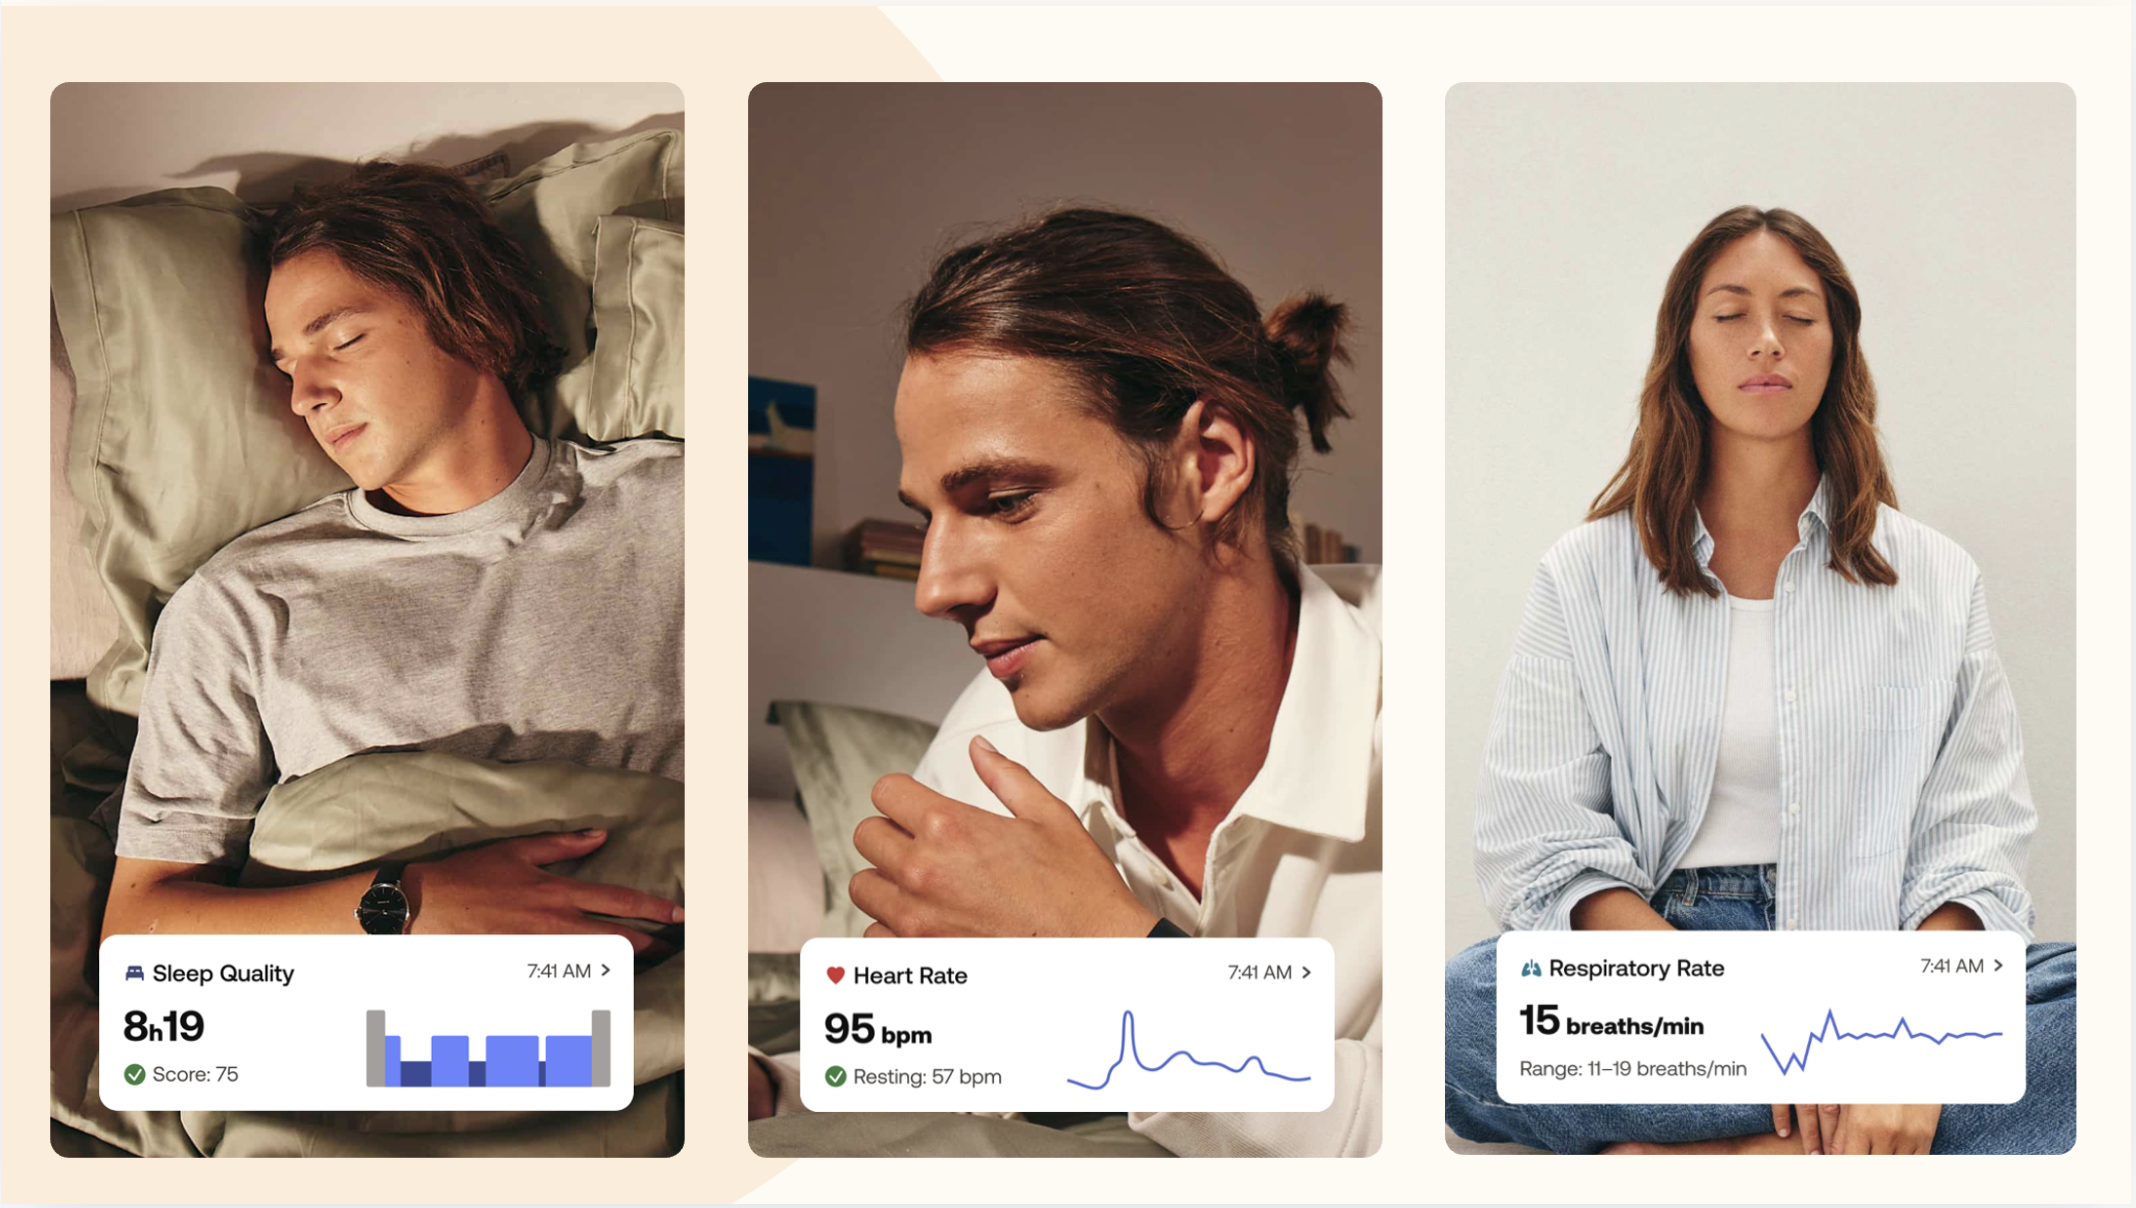 Sleep Quality
7:41 AM
8h19
Score: 75
Heart Rate
7:41 AM
95 bpm
Resting: 57 bpm
Respiratory Rate
7:41 AM
15 breaths/min
Range: 11–19 breaths/min